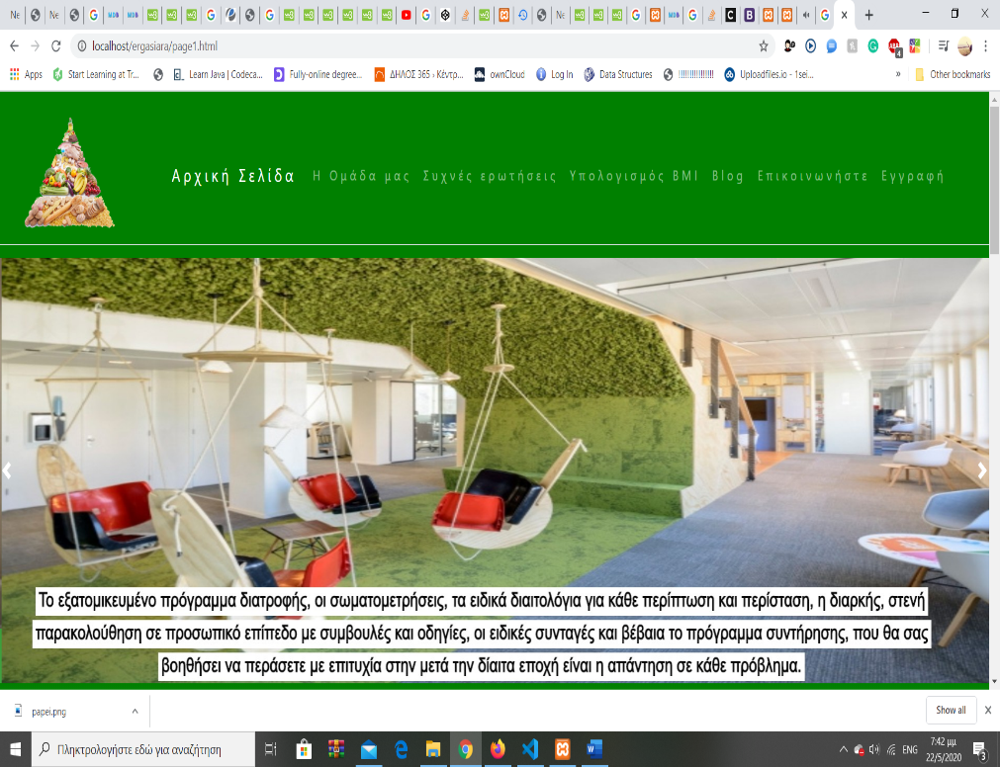 Ne
Ne
localhost/ergasiara/page1.html
4
Apps Start Learning at Tr... Learn Java | Codeca... Fully-online degree... ΔΗΛΟΣ 365 › Κέντρ... ownCloud Log In Data Structures !!!!!!!!!!!!!!!! Uploadfiles.io - 1sei... » Other bookmarks
Αρχική Σελίδα Η Ομάδα μας Συχνές ερωτήσεις Υπολογισμός BMI Blog Επικοινωνήστε Εγγραφή
Το εξατομικευμένο πρόγραμμα διατροφής, οι σωματομετρήσεις, τα ειδικά διαιτολόγια για κάθε περίπτωση και περίσταση, η διαρκής, στενή
παρακολούθηση σε προσωπικό επίπεδο με συμβουλές και οδηγίες, οι ειδικές συνταγές και βέβαια το πρόγραμμα συντήρησης, που θα σας
βοηθήσει να περάσετε με επιτυχία στην μετά την δίαιτα εποχή είναι η απάντηση σε κάθε πρόβλημα.
papei.png Show all
Πληκτρολογήστε εδώ για αναζήτηση
ENG
7:42 μμ
22/5/2020
3